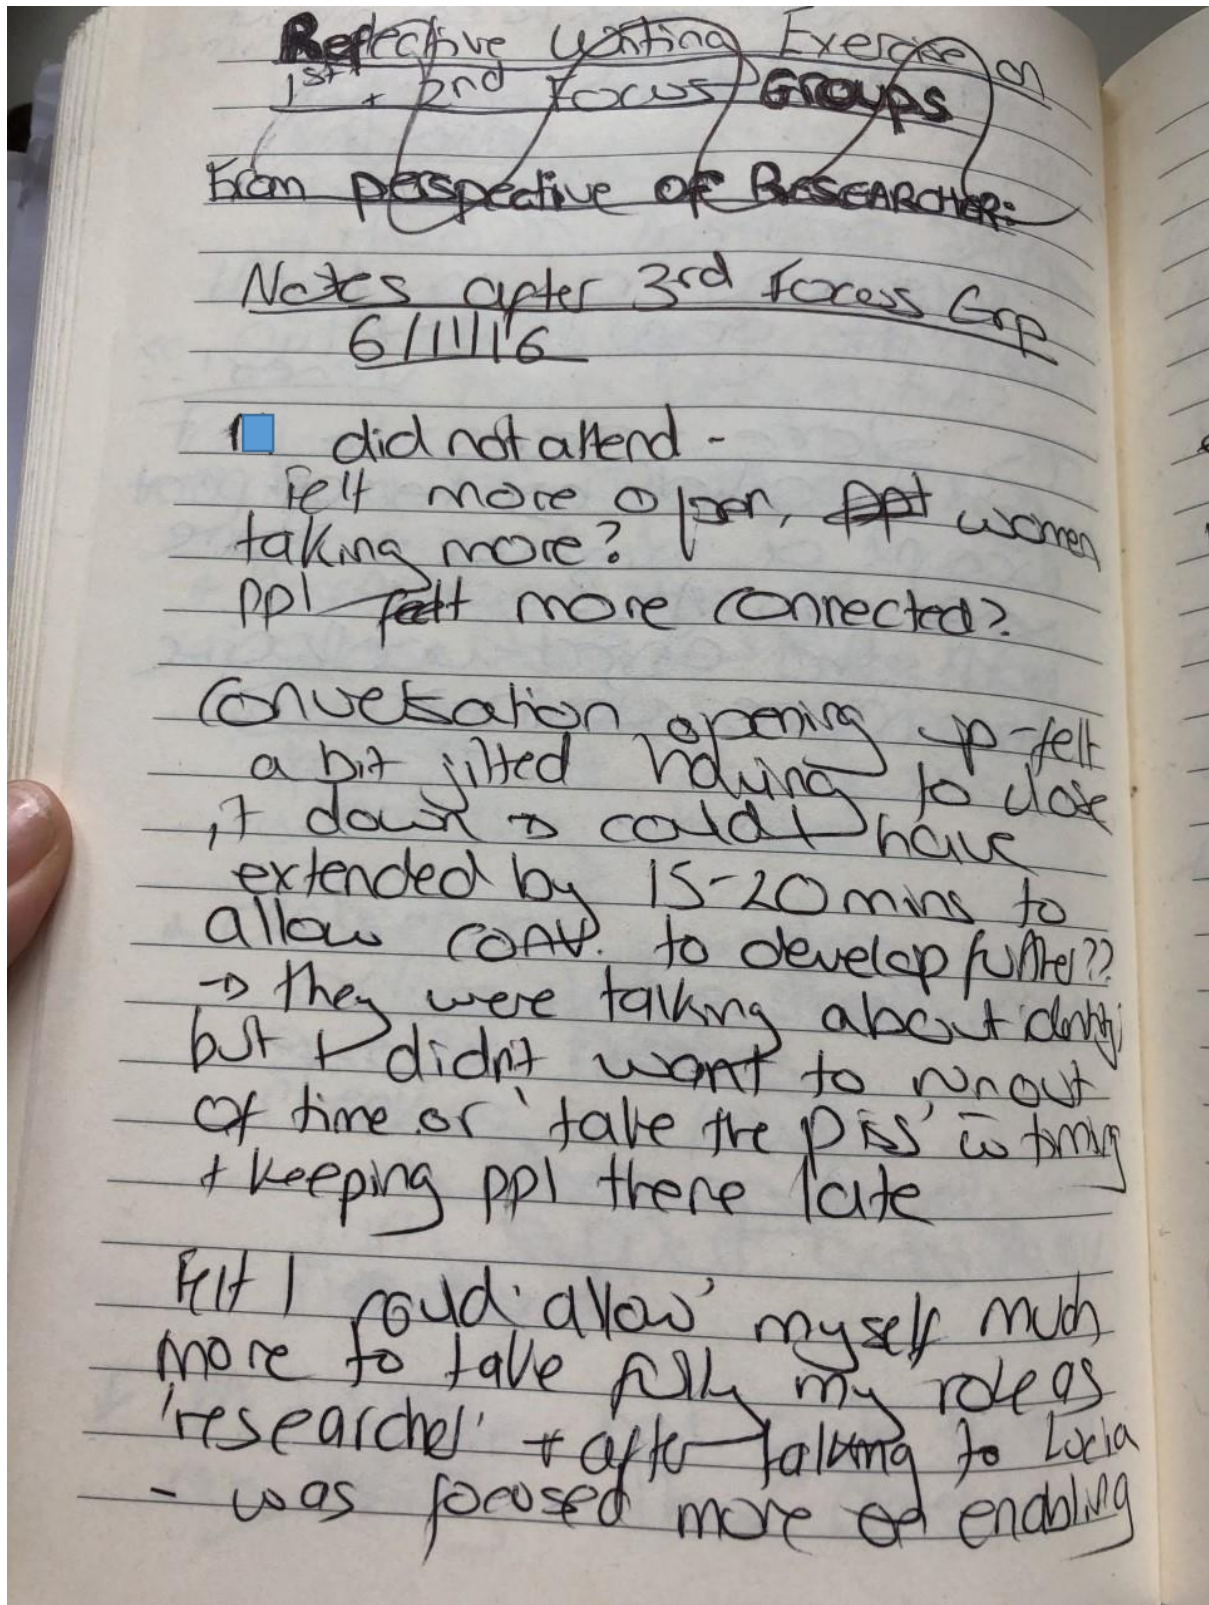 Reflective Writing Exercise on
1st + 2nd Focus Groups
From perspective of RESEARCHER:
Notes after 3rd Focus Grp
6/11/16
did not attend -
Felt more open, ppt women
talking more?
ppl felt more connected?
Conversation opening up - felt
a bit jilted having to close
it down → could have
extended by 15-20 mins to
allow conv. to develop further??
→ they were talking about identity
but I didn't want to run out
of time or 'take the piss' w timing
+ keeping ppl there late
Felt I could 'allow' myself much
more to take fully my role as
'researcher' + after talking to Lucia
- was focused more on enabling